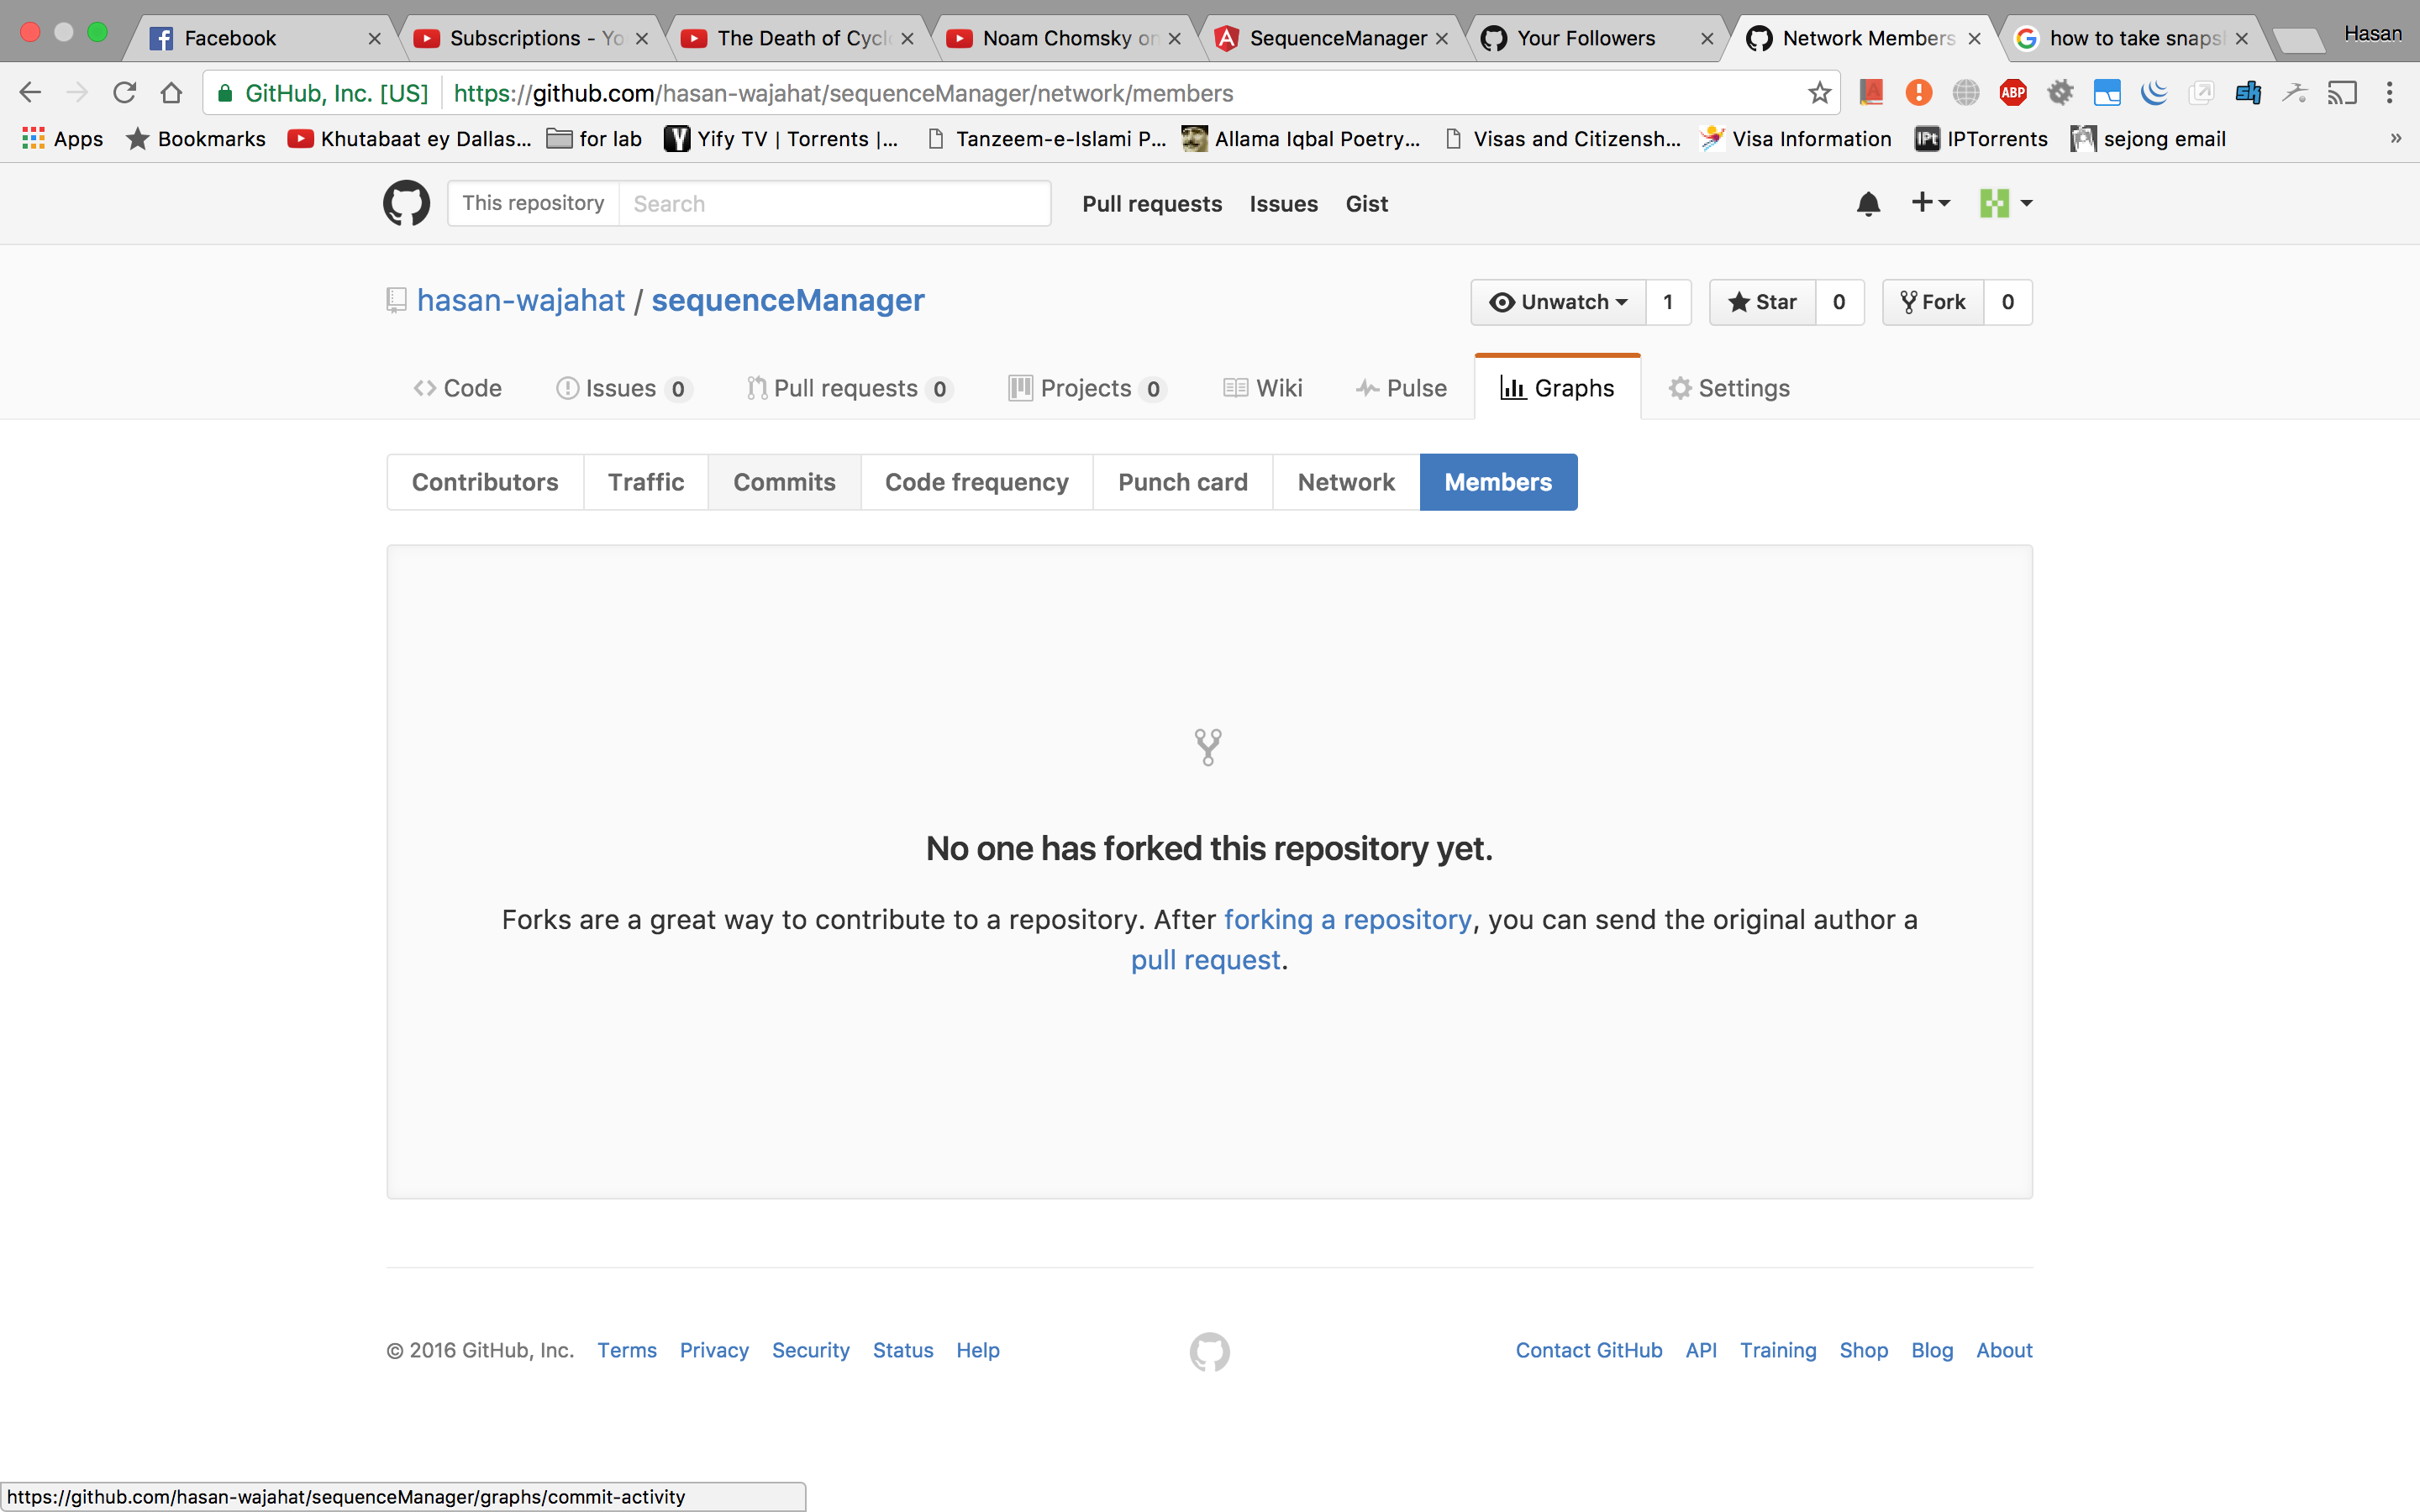 Facebook Subscriptions - Yo The Death of Cycl Noam Chomsky on SequenceManager Your Followers Network Members how to take snaps Hasan
GitHub, Inc. [US] https://github.com/hasan-wajahat/sequenceManager/network/members ABP
Apps Bookmarks Khutabaat ey Dallas... for lab Yify TV | Torrents |... Tanzeem-e-Islami P... Allama Iqbal Poetry... Visas and Citizensh... Visa Information IPTorrents sejong email »
This repository Search Pull requests Issues Gist
hasan-wajahat / sequenceManager Unwatch 1 Star 0 Fork 0
Code Issues 0 Pull requests 0 Projects 0 Wiki Pulse Graphs Settings
Contributors Traffic Commits Code frequency Punch card Network Members
No one has forked this repository yet.
Forks are a great way to contribute to a repository. After forking a repository, you can send the original author a
pull request.
© 2016 GitHub, Inc. Terms Privacy Security Status Help Contact GitHub API Training Shop Blog About
https://github.com/hasan-wajahat/sequenceManager/graphs/commit-activity